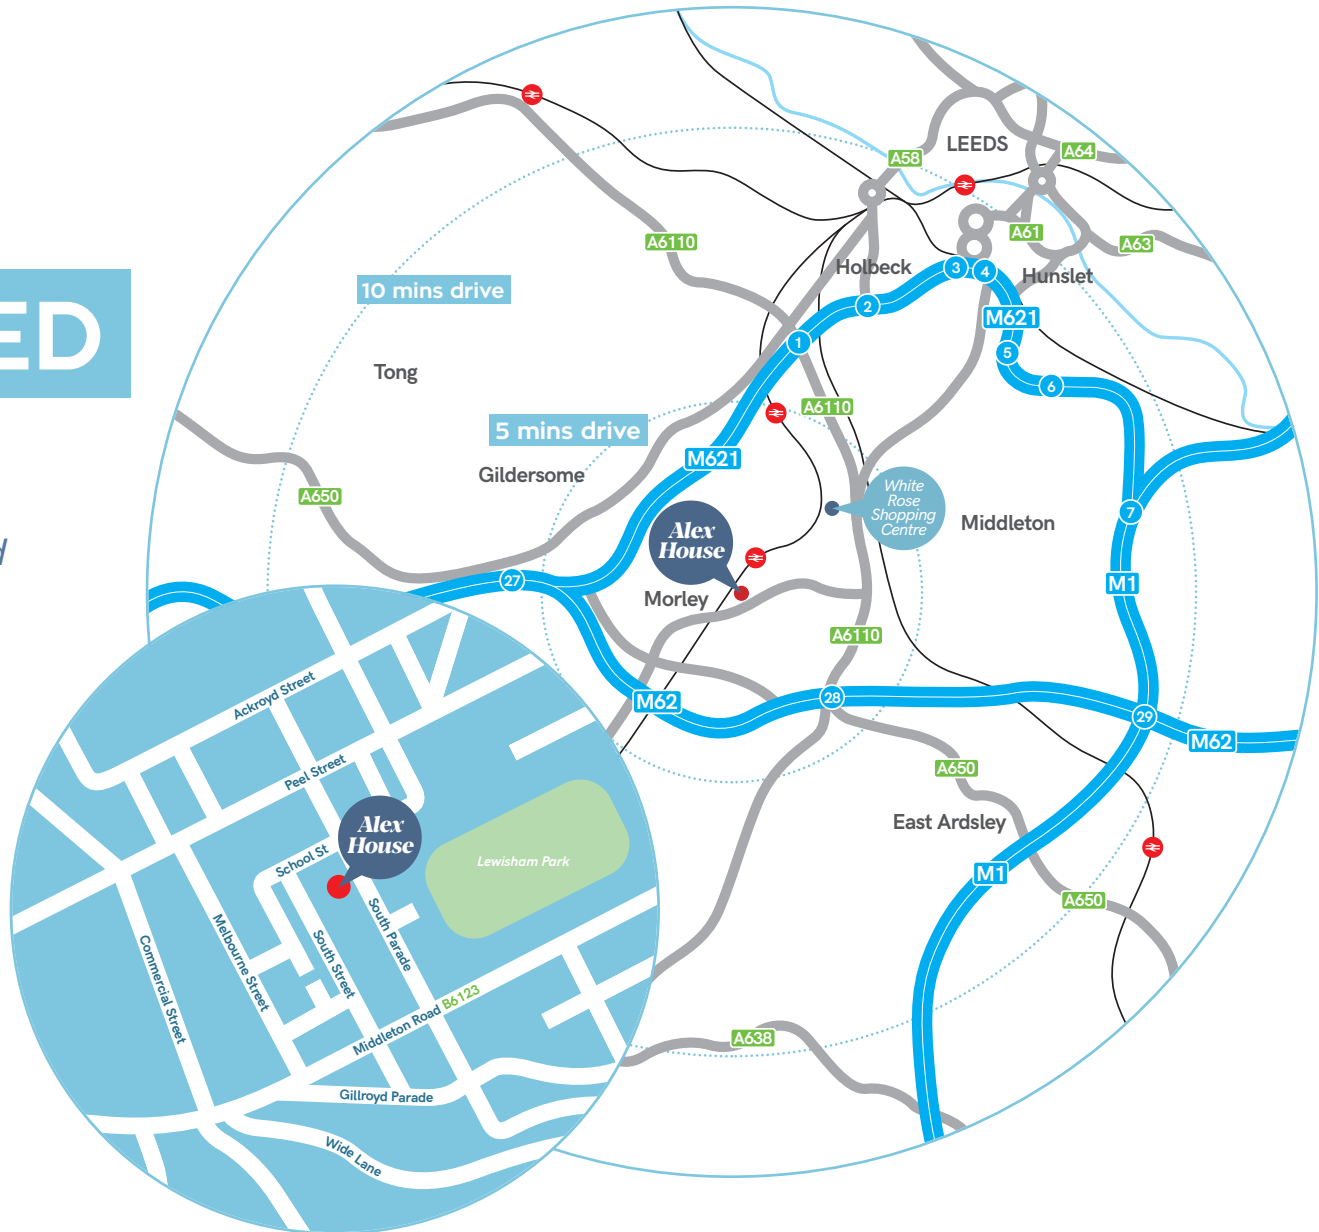 ED
d
LEEDS
A58
A64
A6110
A61
A63
Holbeck
3
4
Hunslet
10 mins drive
2
M621
1
5
Tong
6
A6110
5 mins drive
M621
Gildersome
A650
White
Rose
Shopping
Centre
7
Middleton
Alex
House
27
M1
Morley
A6110
M62
28
29
M62
A650
East Ardsley
M1
A650
A638
Ackroyd Street
Peel Street
Alex
House
School St
Lewisham Park
South Parade
Melbourne Street
South Street
Commercial Street
Middleton Road B6123
Gillroyd Parade
Wide Lane